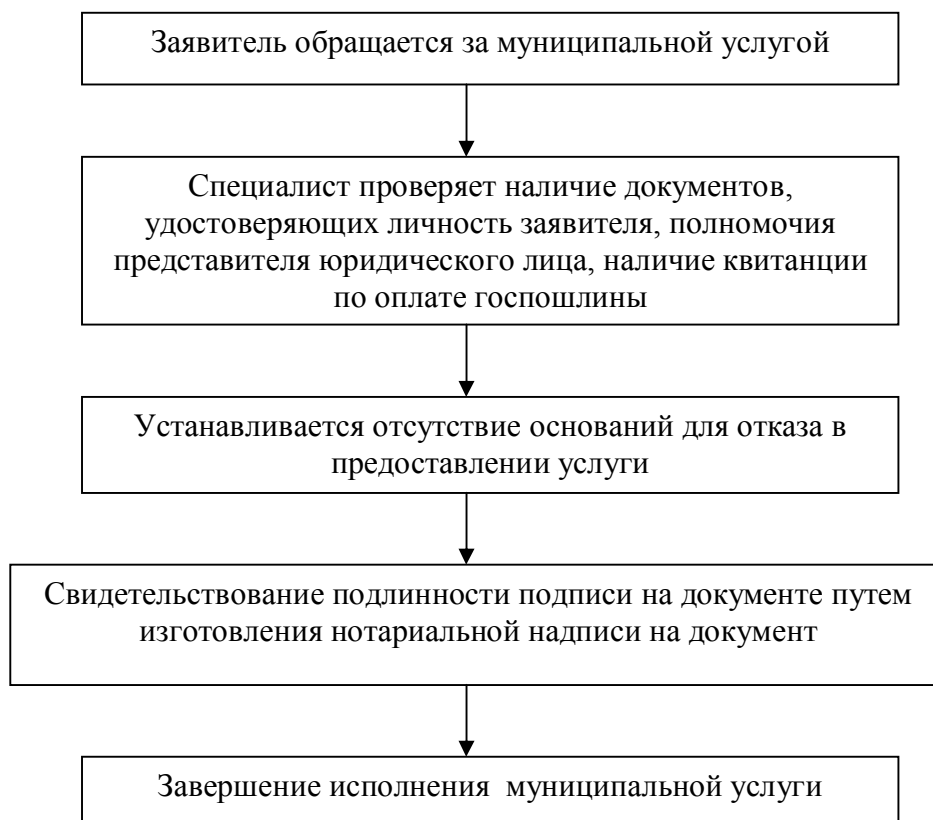 Заявитель обращается за муниципальной услугой
Специалист проверяет наличие документов,
удостоверяющих личность заявителя, полномочия
представителя юридического лица, наличие квитанции
по оплате госпошлины
Устанавливается отсутствие оснований для отказа в
предоставлении услуги
Свидетельствование подлинности подписи на документе путем
изготовления нотариальной надписи на документ
Завершение исполнения  муниципальной услуги